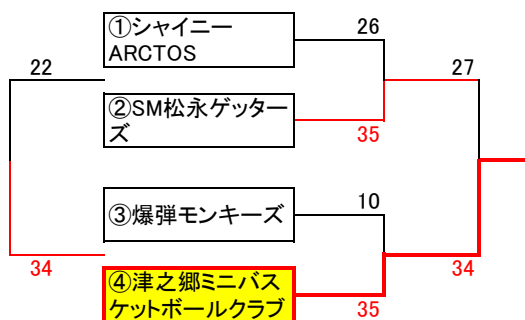 ①シャイニー
ARCTOS
26
22
27
②SM松永ゲッター
ズ
35
③爆弾モンキーズ
10
34
34
④津之郷ミニバス
ケットボールクラブ
35